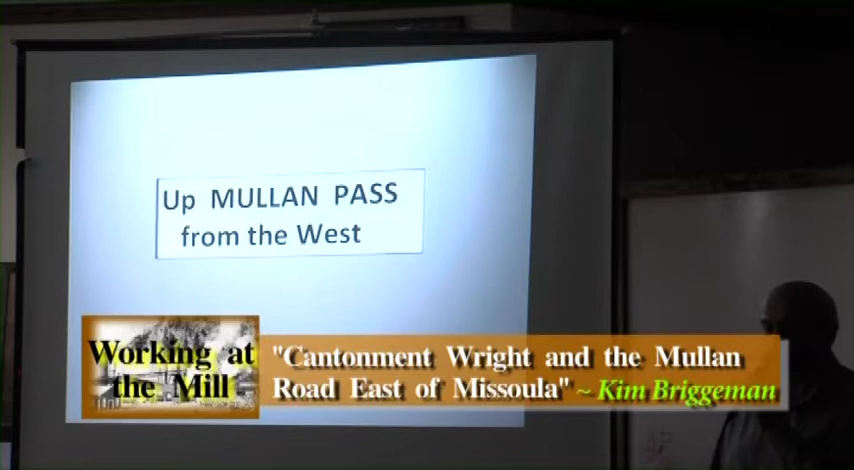 Up MULLAN PASS
from the West
Working at
the Mill
"Cantonment Wright and the Mullan
Road East of Missoula" ~ Kim Briggeman